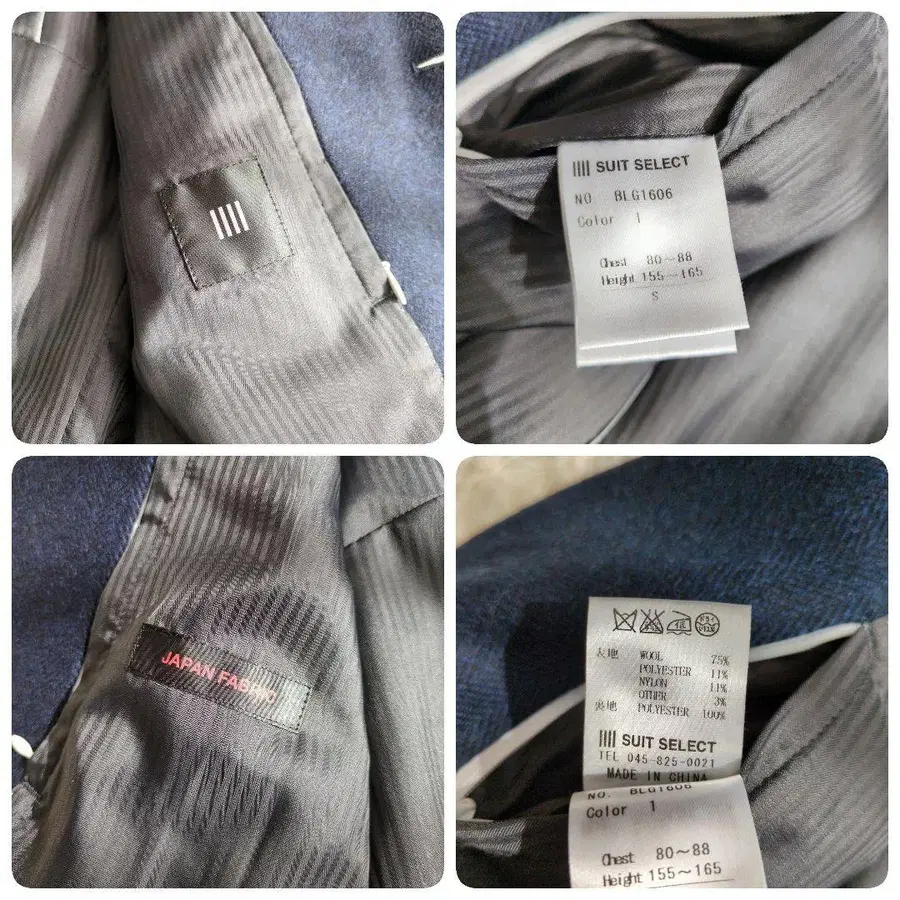 SUIT SELECT
NO BLG1606
Color 1
Chest 80～88
Height 155～165
S
JAPAN FABRIC
表地 WOOL 75%
POLYESTER 11%
NYLON 11%
OTHER 3%
裏地 POLYESTER 100%
SUIT SELECT
TEL 045-825-0021
MADE IN CHINA
NO. BLG1606
Color 1
Chest 80～88
Height 155～165